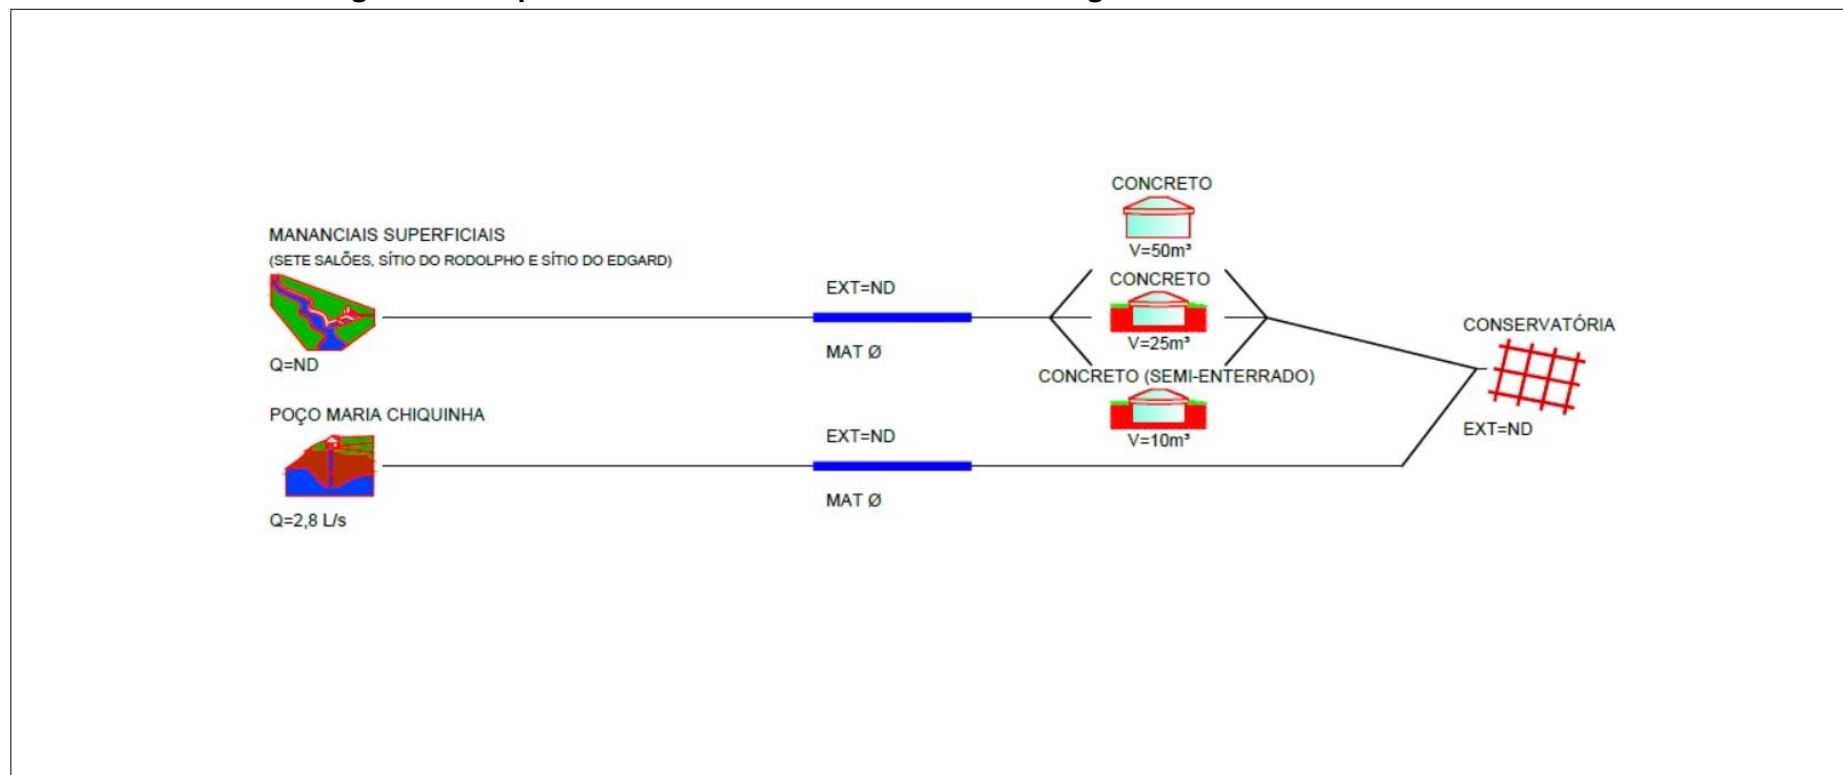 MANANCIAIS SUPERFICIAIS
(SETE SALÕES, SÍTIO DO RODOLPHO E SÍTIO DO EDGARD)
Q=ND
EXT=ND
MAT Ø
CONCRETO
V=50m³
CONCRETO
V=25m³
CONCRETO (SEMI-ENTERRADO)
V=10m³
CONSERVATÓRIA
EXT=ND
POÇO MARIA CHIQUINHA
Q=2,8 L/s
EXT=ND
MAT Ø